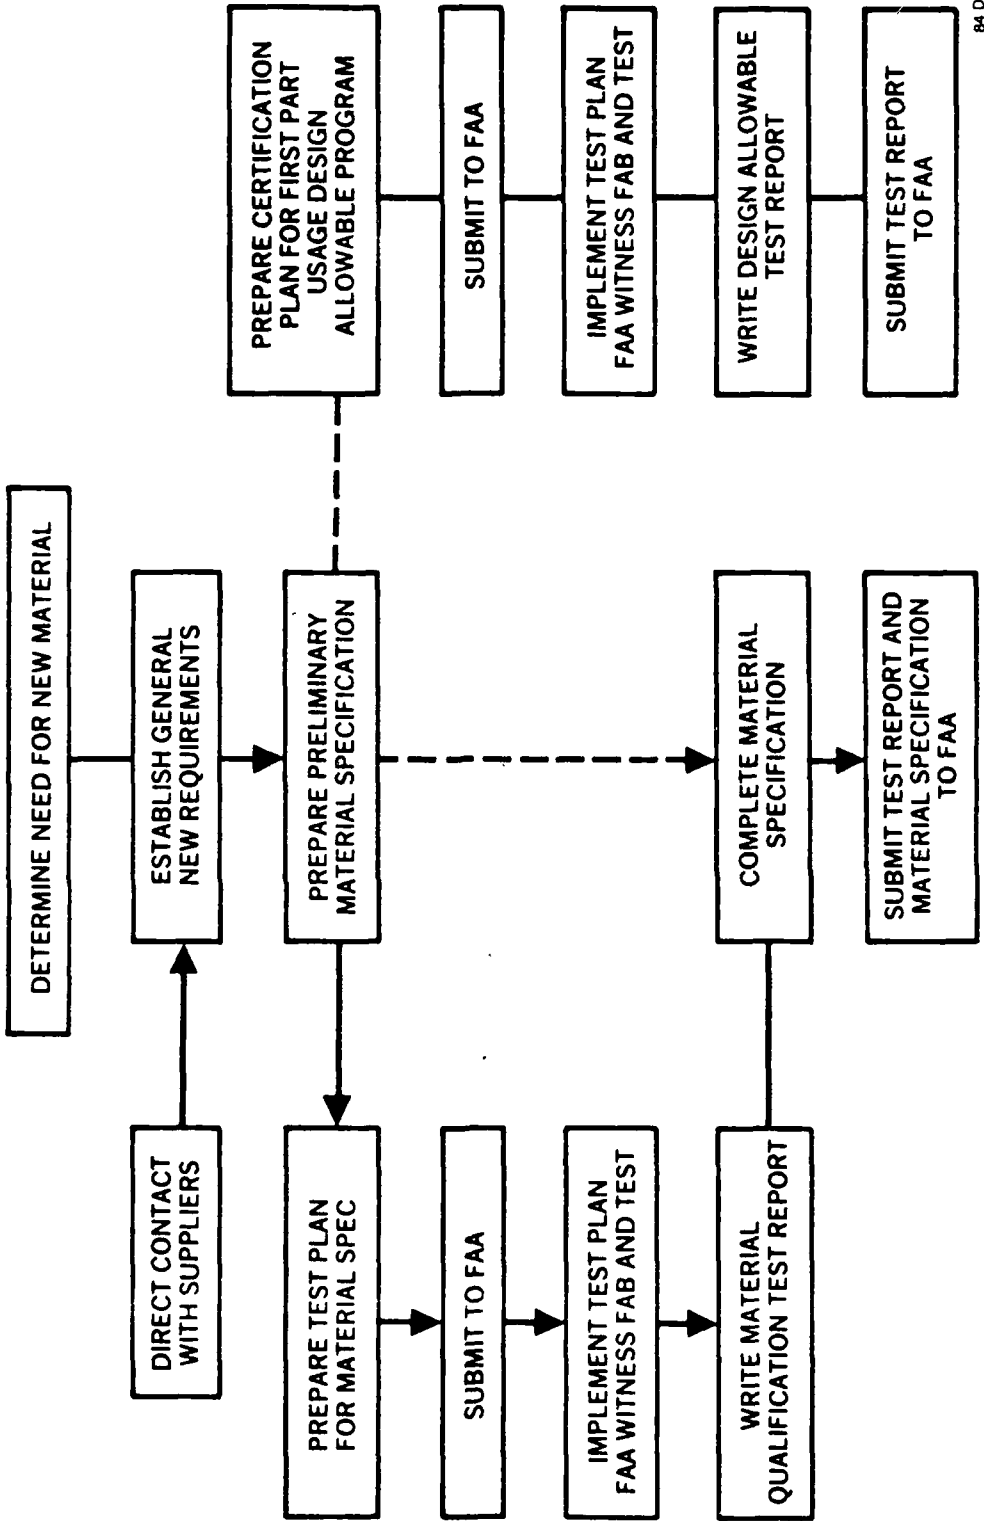 DETERMINE NEED FOR NEW MATERIAL
DIRECT CONTACT
WITH SUPPLIERS
ESTABLISH GENERAL
NEW REQUIREMENTS
PREPARE TEST PLAN
FOR MATERIAL SPEC
PREPARE PRELIMINARY
MATERIAL SPECIFICATION
PREPARE CERTIFICATION
PLAN FOR FIRST PART
USAGE DESIGN
ALLOWABLE PROGRAM
SUBMIT TO FAA
SUBMIT TO FAA
IMPLEMENT TEST PLAN
FAA WITNESS FAB AND TEST
IMPLEMENT TEST PLAN
FAA WITNESS FAB AND TEST
WRITE MATERIAL
QUALIFICATION TEST REPORT
COMPLETE MATERIAL
SPECIFICATION
WRITE DESIGN ALLOWABLE
TEST REPORT
SUBMIT TEST REPORT AND
MATERIAL SPECIFICATION
TO FAA
SUBMIT TEST REPORT
TO FAA
84 D